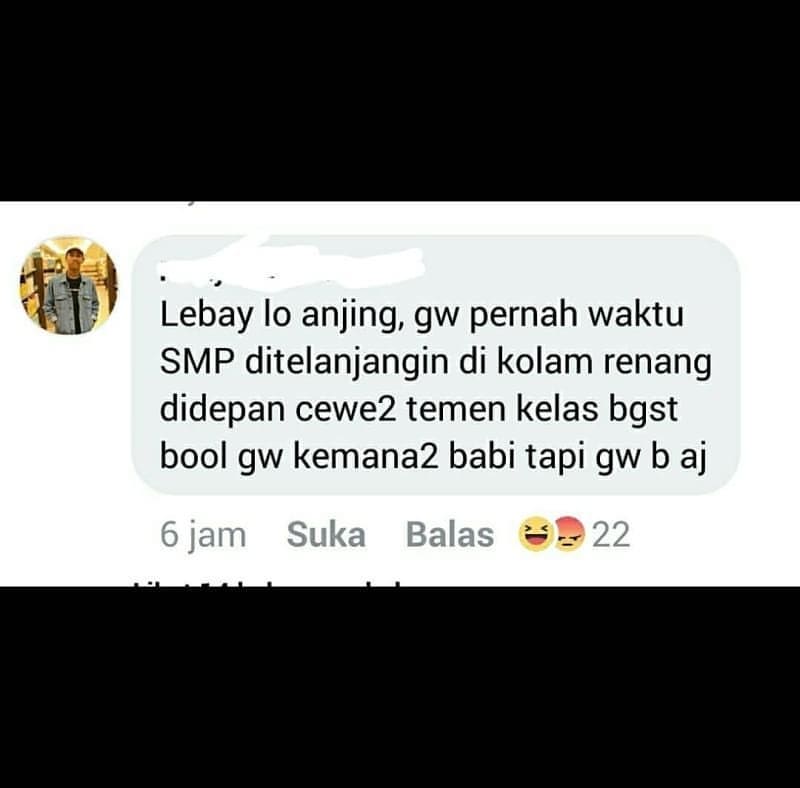 Lebay lo anjing, gw pernah waktu
SMP ditelanjangin di kolam renang
didepan cewe2 temen kelas bgst
bool gw kemana2 babi tapi gw b aj
6 jam Suka Balas 22